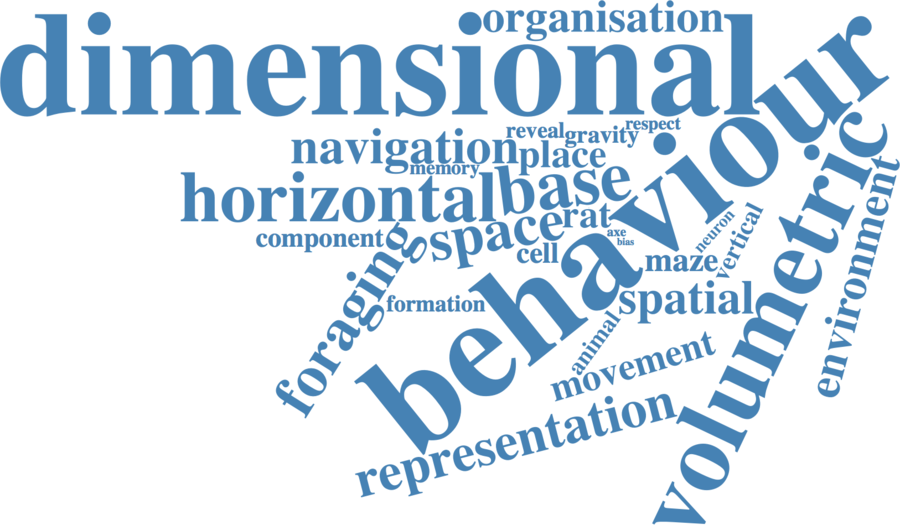 organisation
dimensional
behaviour
volumetric
environment
reveal
gravity
respect
navigation
place
memory
horizontal
base
space
rat
axe
bias
neuron
vertical
component
cell
maze
foraging
formation
spatial
animal
movement
representation